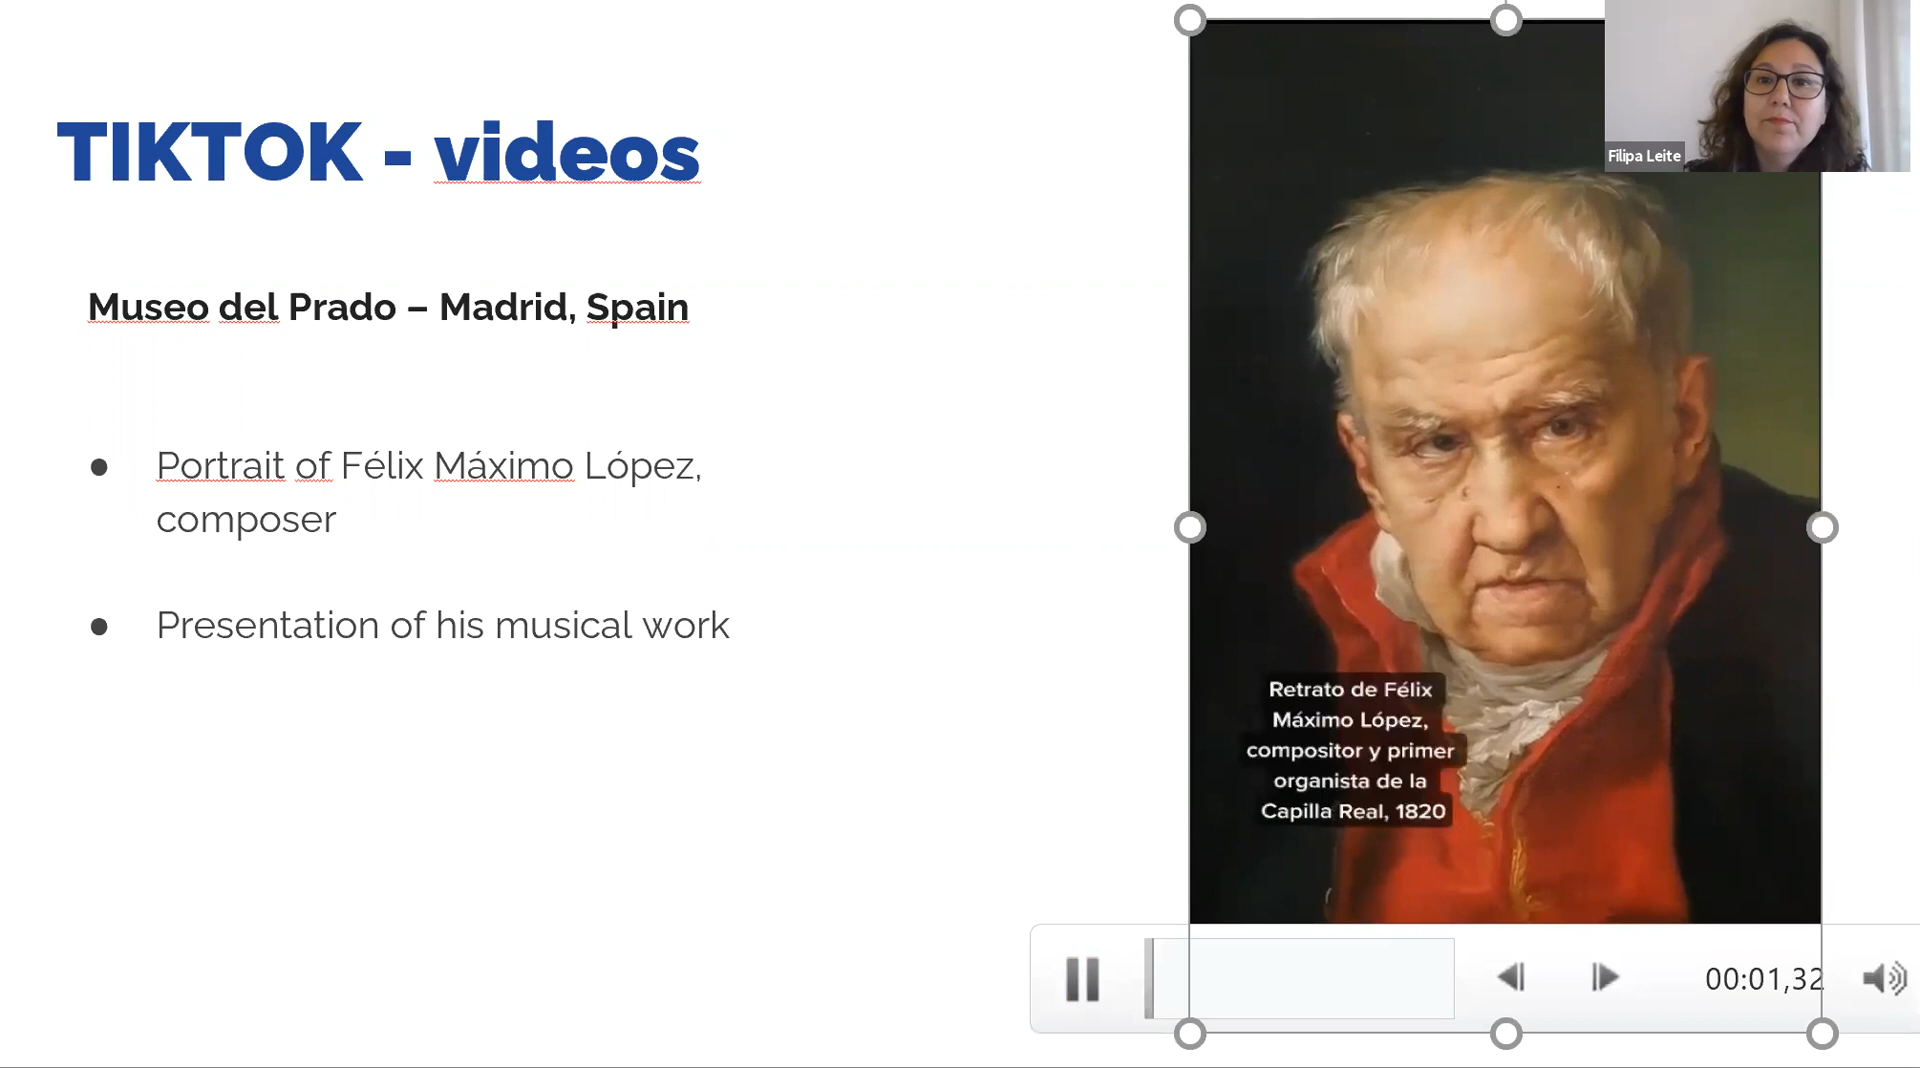 TIKTOK - videos
Museo del Prado – Madrid, Spain
● Portrait of Félix Máximo López,
composer
● Presentation of his musical work
Filipa Leite
Retrato de Félix
Máximo López,
compositor y primer
organista de la
Capilla Real, 1820
00:01,32